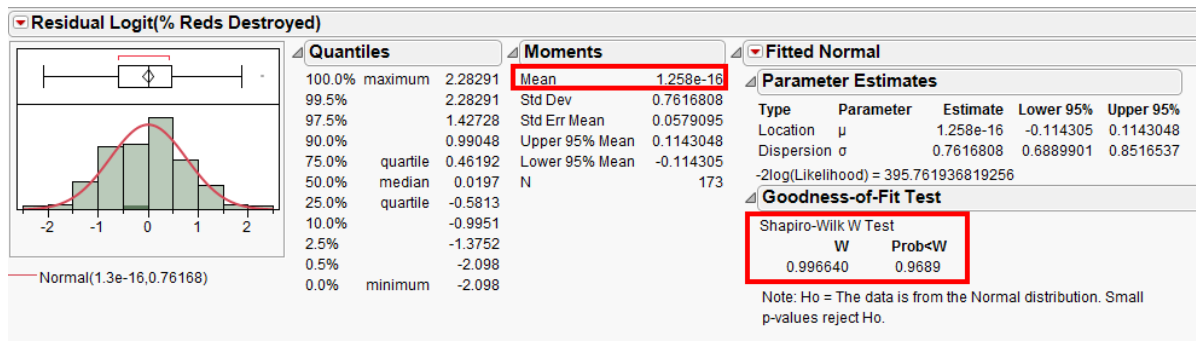 Residual Logit(% Reds Destroyed)
-2 -1 0 1 2
Normal(1.3e-16,0.76168)
Quantiles
100.0% maximum 2.28291
99.5% 2.28291
97.5% 1.42728
90.0% 0.99048
75.0% quartile 0.46192
50.0% median 0.0197
25.0% quartile -0.5813
10.0% -0.9951
2.5% -1.3752
0.5% -2.098
0.0% minimum -2.098
Moments
Mean 1.258e-16
Std Dev 0.7616808
Std Err Mean 0.0579095
Upper 95% Mean 0.1143048
Lower 95% Mean -0.114305
N 173
Fitted Normal
Parameter Estimates
Type Parameter Estimate Lower 95% Upper 95%
Location μ 1.258e-16 -0.114305 0.1143048
Dispersion σ 0.7616808 0.6889901 0.8516537
-2log(Likelihood) = 395.761936819256
Goodness-of-Fit Test
Shapiro-Wilk W Test
W Prob<W
0.996640 0.9689
Note: Ho = The data is from the Normal distribution. Small
p-values reject Ho.